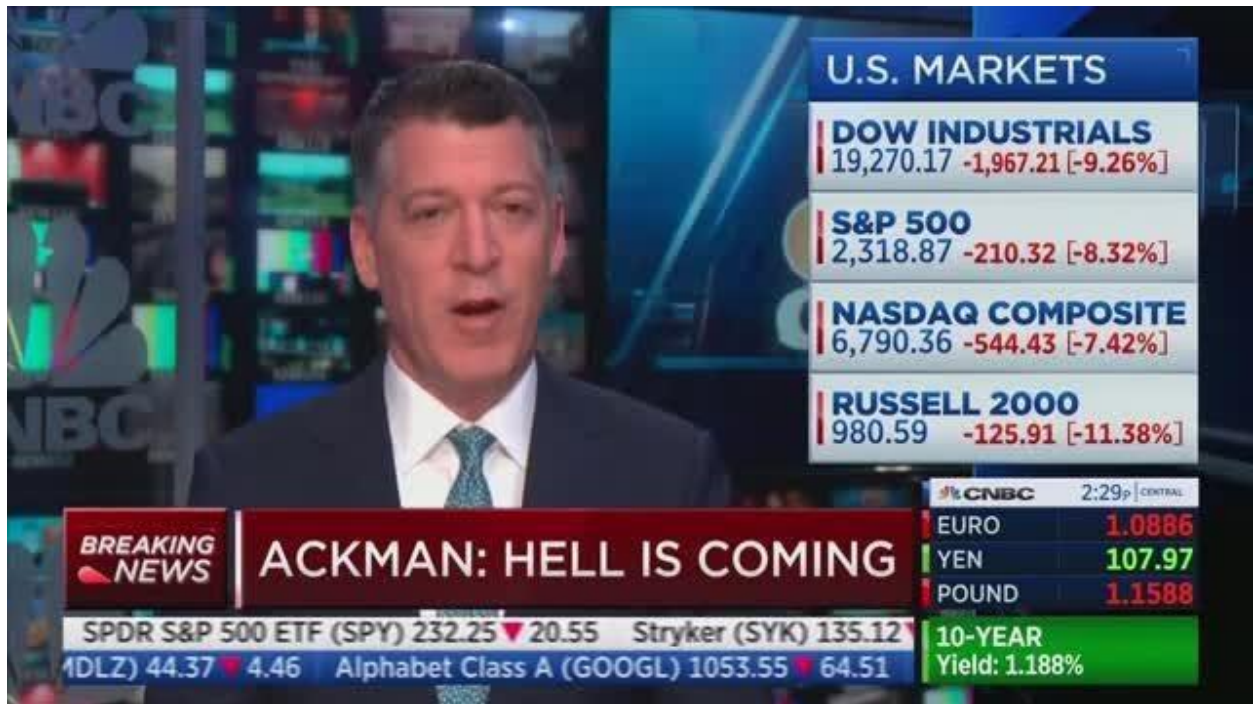 U.S. MARKETS
DOW INDUSTRIALS
19,270.17 -1,967.21 [-9.26%]
S&P 500
2,318.87 -210.32 [-8.32%]
NASDAQ COMPOSITE
6,790.36 -544.43 [-7.42%]
RUSSELL 2000
980.59 -125.91 [-11.38%]
NBC
NBC
CNBC 2:29P CENTRAL
EURO 1.0886
YEN 107.97
POUND 1.1588
10-YEAR
Yield: 1.188%
BREAKING
NEWS
ACKMAN: HELL IS COMING
SPDR S&P 500 ETF (SPY) 232.25 ▼ 20.55 Stryker (SYK) 135.12
MDLZ) 44.37 ▼ 4.46 Alphabet Class A (GOOGL) 1053.55 ▼ 64.51